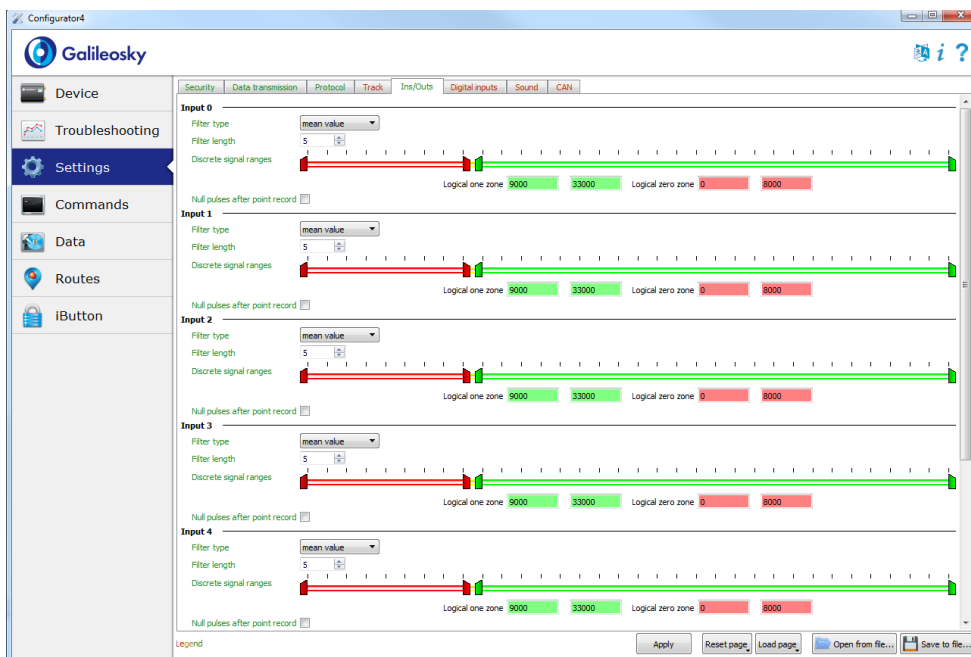 Configurator4
Galileosky
Device
Troubleshooting
Settings
Commands
Data
Routes
iButton
Security Data transmission Protocol Track Ins/Outs Digital inputs Sound CAN
Input 0
Filter type mean value
Filter length 5
Discrete signal ranges
Logical one zone 9000 33000 Logical zero zone 0 8000
Null pulses after point record
Input 1
Filter type mean value
Filter length 5
Discrete signal ranges
Logical one zone 9000 33000 Logical zero zone 0 8000
Null pulses after point record
Input 2
Filter type mean value
Filter length 5
Discrete signal ranges
Logical one zone 9000 33000 Logical zero zone 0 8000
Null pulses after point record
Input 3
Filter type mean value
Filter length 5
Discrete signal ranges
Logical one zone 9000 33000 Logical zero zone 0 8000
Null pulses after point record
Input 4
Filter type mean value
Filter length 5
Discrete signal ranges
Logical one zone 9000 33000 Logical zero zone 0 8000
Null pulses after point record
Legend Apply Reset page Load page Open from file... Save to file...